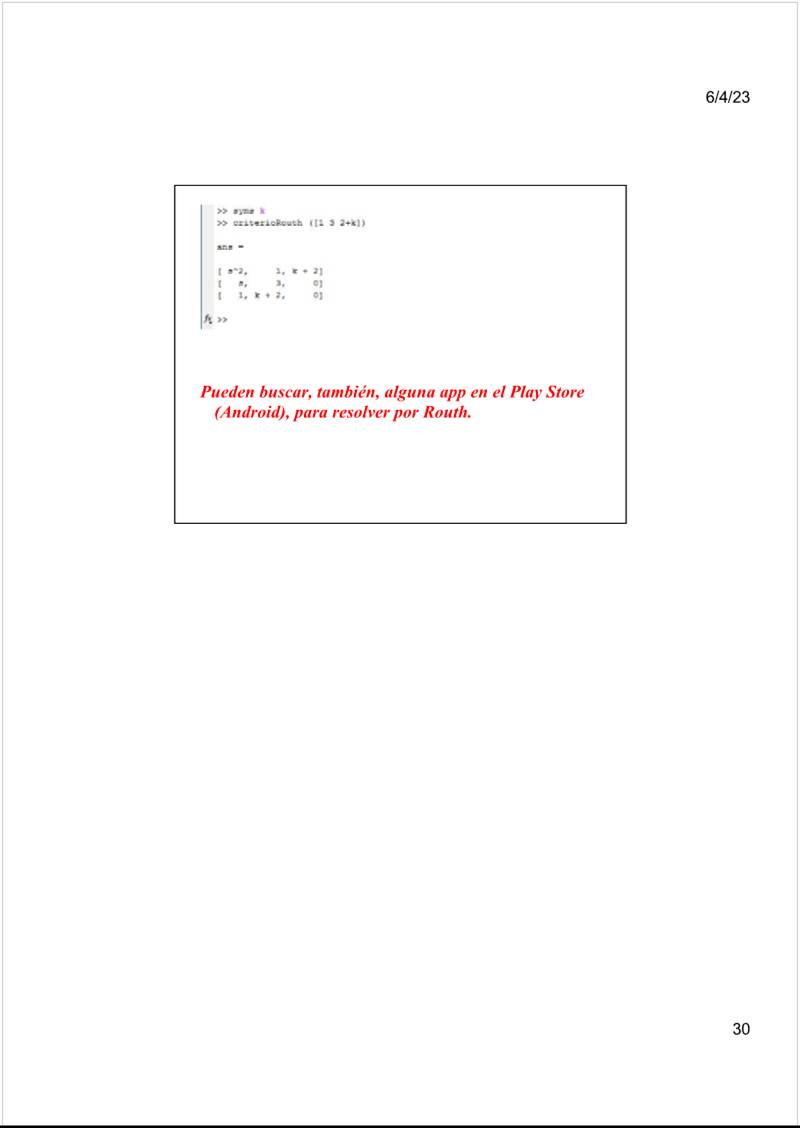 6/4/23
>> syms k
>> criterioRouth ([1 3 2+k])
ans =
[ s^2, 1, k + 2]
[ s, 3, 0]
[ 1, k + 2, 0]
fx >>
Pueden buscar, también, alguna app en el Play Store
(Android), para resolver por Routh.
30